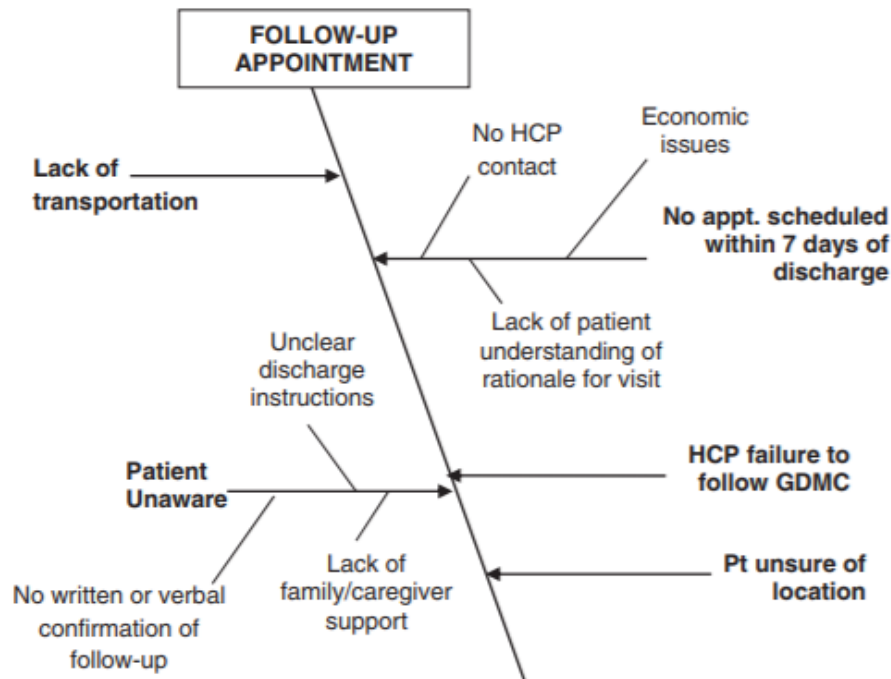 FOLLOW-UP
APPOINTMENT
Lack of
transportation
No HCP
contact
Economic
issues
No appt. scheduled
within 7 days of
discharge
Lack of patient
understanding of
rationale for visit
Unclear
discharge
instructions
Patient
Unaware
HCP failure to
follow GDMC
No written or verbal
confirmation of
follow-up
Lack of
family/caregiver
support
Pt unsure of
location